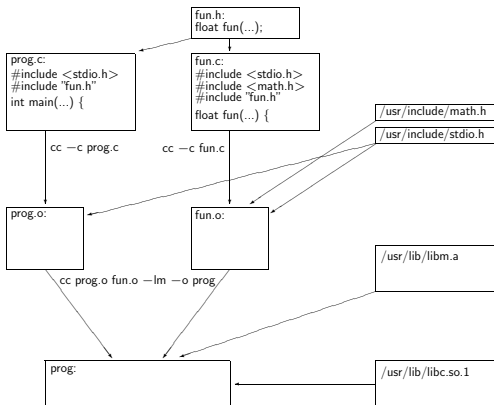 fun.h:
float fun(...);
prog.c:
#include <stdio.h>
#include "fun.h"
int main(...) {
fun.c:
#include <stdio.h>
#include <math.h>
#include "fun.h"
float fun(...) {
/usr/include/math.h
/usr/include/stdio.h
cc −c prog.c
cc −c fun.c
prog.o:
fun.o:
/usr/lib/libm.a
cc prog.o fun.o −lm −o prog
prog:
/usr/lib/libc.so.1